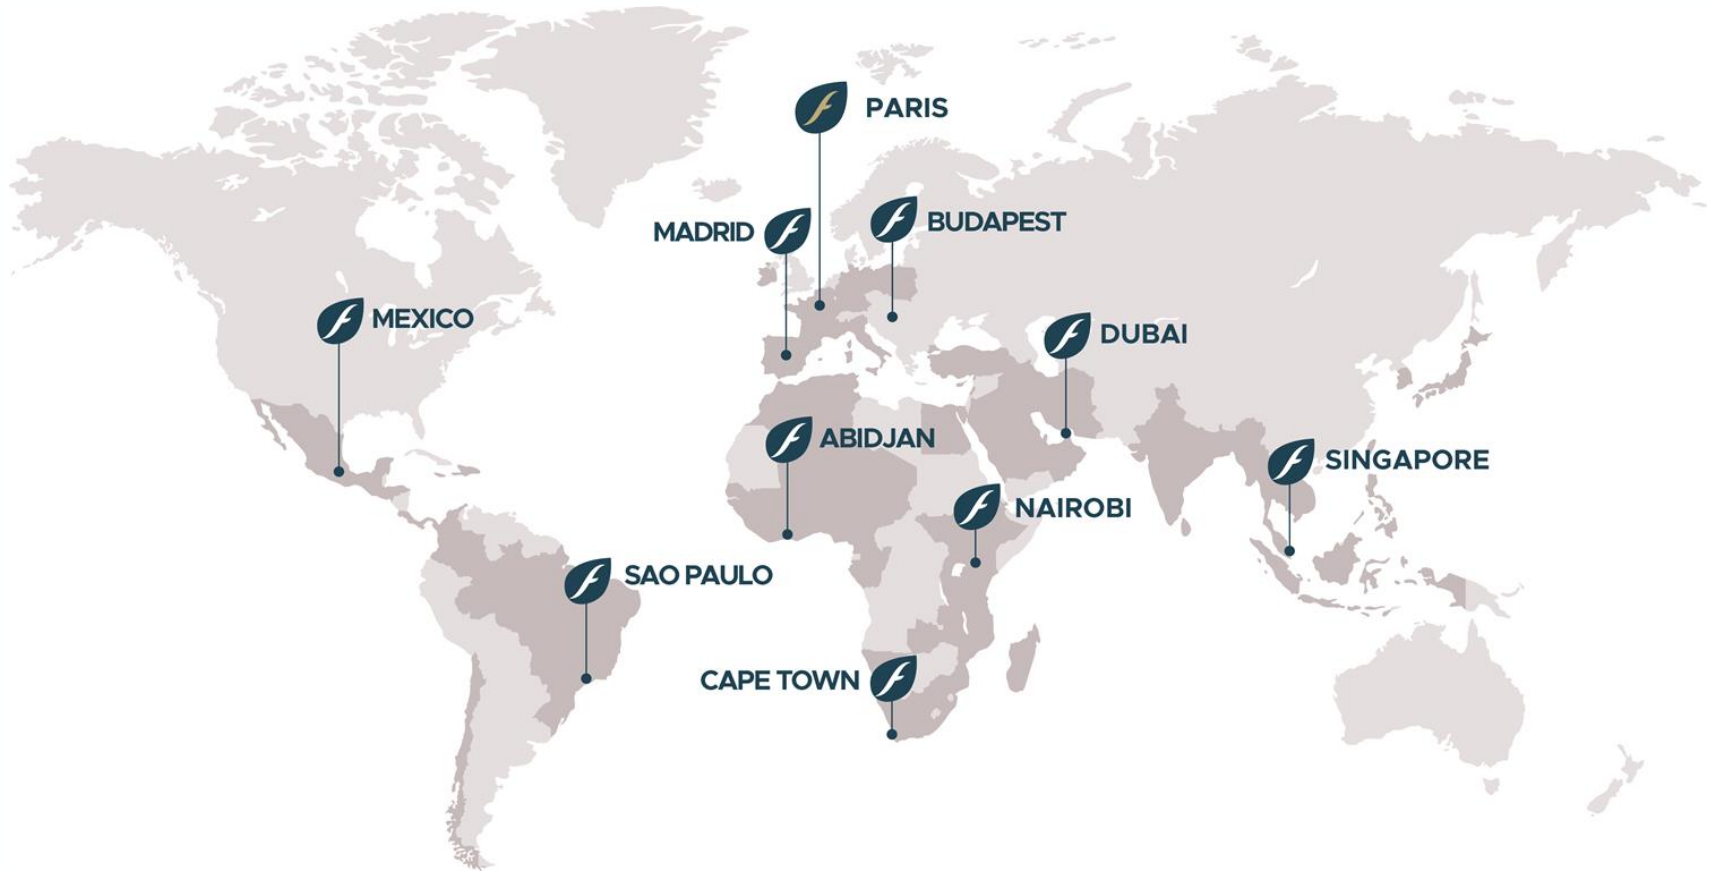 PARIS
MADRID
BUDAPEST
MEXICO
DUBAI
ABIDJAN
SINGAPORE
NAIROBI
SAO PAULO
CAPE TOWN